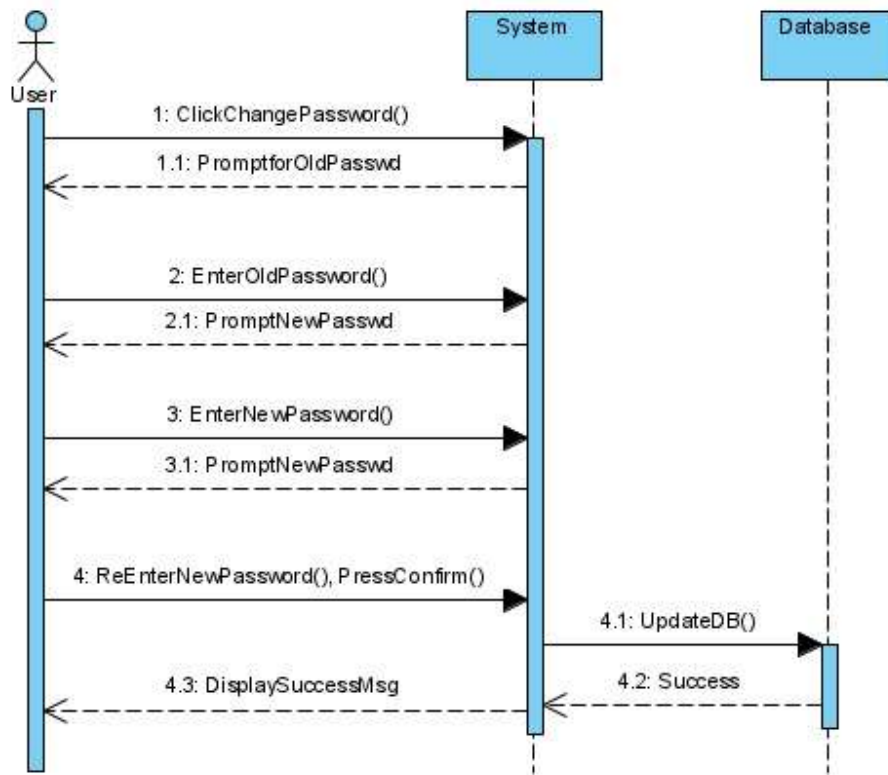 System
Database
User
1: ClickChangePassword()
1.1: PromptforOldPasswd
2: EnterOldPassword()
2.1: PromptNewPasswd
3: EnterNewPassword()
3.1: PromptNewPasswd
4: ReEnterNewPassword(), PressConfirm()
4.1: UpdateDB()
4.2: Success
4.3: DisplaySuccessMsg